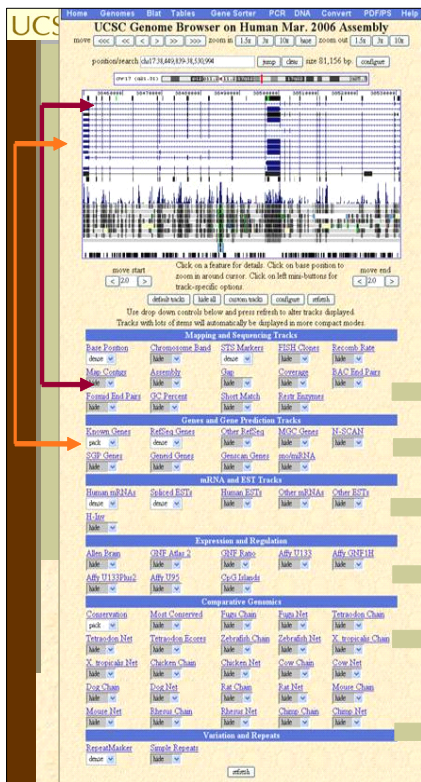 Home Genomes Blat Tables Gene Sorter PCR DNA Convert PDF/PS Help
UCS
UCSC Genome Browser on Human Mar. 2006 Assembly
move <<< << < > >> >>> zoom in 1.5x 3x 10x base zoom out 1.5x 3x 10x
position/search chr17:38,449,839-38,530,994 jump clear size 81,156 bp. configure
move start Click on a feature for details. Click on base position to move end
< 2.0 > zoom in around cursor. Click on left mini-buttons for < 2.0 >
track-specific options.
default tracks hide all custom tracks configure refresh
Use drop down controls below and press refresh to alter tracks displayed.
Tracks with lots of items will automatically be displayed in more compact modes.
Mapping and Sequencing Tracks
Base Position Chromosome Band STS Markers FISH Clones Recomb Rate
dense hide dense hide hide
Map Contigs Assembly Gap Coverage BAC End Pairs
hide hide hide hide hide
Fosmid End Pairs GC Percent Short Match Restr Enzymes
hide hide hide hide
Genes and Gene Prediction Tracks
Known Genes RefSeq Genes Other RefSeq MGC Genes N-SCAN
pack dense hide hide hide
SGP Genes Geneid Genes Genscan Genes
hide hide hide hide
mRNA and EST Tracks
Human mRNAs Spliced ESTs Human ESTs Other mRNAs Other ESTs
dense dense hide hide hide
H-Inv
hide
Expression and Regulation
Allen Brain GNF Atlas 2 GNF Ratio Affy U133 Affy GNF1H
hide hide hide hide hide
Affy U133Plus2 Affy U95 CpG Islands
hide hide hide
Comparative Genomics
Conservation Most Conserved Fugu Chain Fugu Net Tetraodon Chain
pack hide hide hide hide
Tetraodon Net Tetraodon Ecores Zebrafish Chain Zebrafish Net X. tropicalis Chain
hide hide hide hide hide
X. tropicalis Net Chicken Chain Chicken Net Cow Chain Cow Net
hide hide hide hide hide
Dog Chain Dog Net Rat Chain Rat Net Mouse Chain
hide hide hide hide hide
Mouse Net Rhesus Chain Rhesus Net Chimp Chain Chimp Net
hide hide hide hide hide
Variation and Repeats
RepeatMasker Simple Repeats
dense hide
refresh